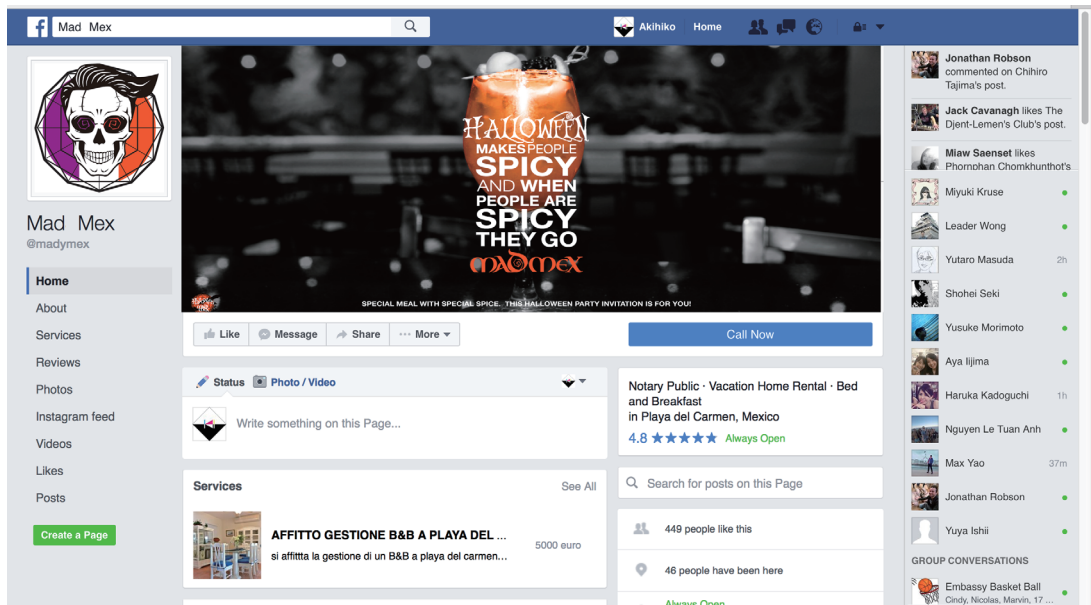 Mad Mex
Akihiko Home
Mad Mex
@madymex
Home
About
Services
Reviews
Photos
Instagram feed
Videos
Likes
Posts
Create a Page
HALLOWEEN
MAKES PEOPLE
SPICY
AND WHEN
PEOPLE ARE
SPICY
THEY GO
MADMEX
SPECIAL MEAL WITH SPECIAL SPICE. THIS HALLOWEEN PARTY INVITATION IS FOR YOU!
Like Message Share More
Call Now
Status Photo / Video
Write something on this Page...
Services See All
AFFITTO GESTIONE B&B A PLAYA DEL ...
si affittta la gestione di un B&B a playa del carmen...
5000 euro
Notary Public · Vacation Home Rental · Bed
and Breakfast
in Playa del Carmen, Mexico
4.8 ★★★★★ Always Open
Search for posts on this Page
449 people like this
46 people have been here
Always Open
Jonathan Robson
commented on Chihiro
Tajima's post.
Jack Cavanagh likes The
Djent-Lemen's Club's post.
Miaw Saenset likes
Phornphan Chomkhunthot's
Miyuki Kruse
Leader Wong
Yutaro Masuda 2h
Shohei Seki
Yusuke Morimoto
Aya Iijima
Haruka Kadoguchi 1h
Nguyen Le Tuan Anh
Max Yao 37m
Jonathan Robson
Yuya Ishii
GROUP CONVERSATIONS
Embassy Basket Ball
Cindy, Nicolas, Marvin, 17 ...